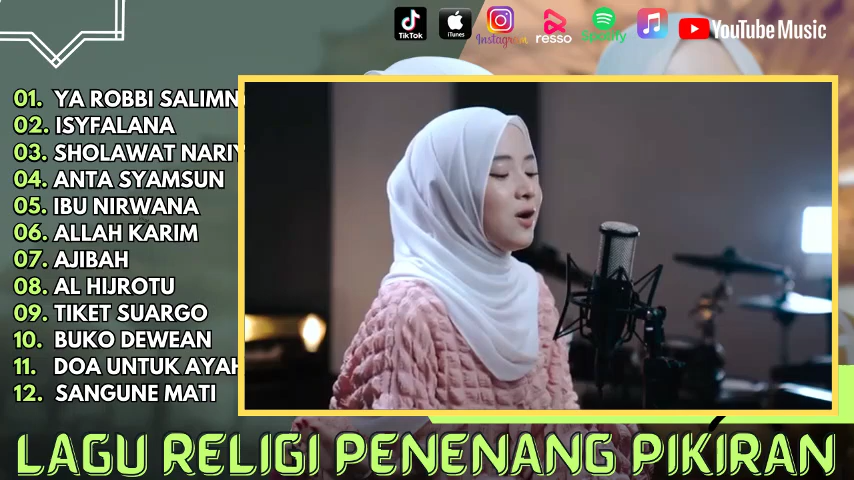 TikTok
iTunes
Instagram
resso
Spotify
YouTube Music
01. YA ROBBI SALIMN
02. ISYFALANA
03. SHOLAWAT NARIY
04. ANTA SYAMSUN
05. IBU NIRWANA
06. ALLAH KARIM
07. AJIBAH
08. AL HIJROTU
09. TIKET SUARGO
10. BUKO DEWEAN
11. DOA UNTUK AYAH
12. SANGUNE MATI
LAGU RELIGI PENENANG PIKIRAN